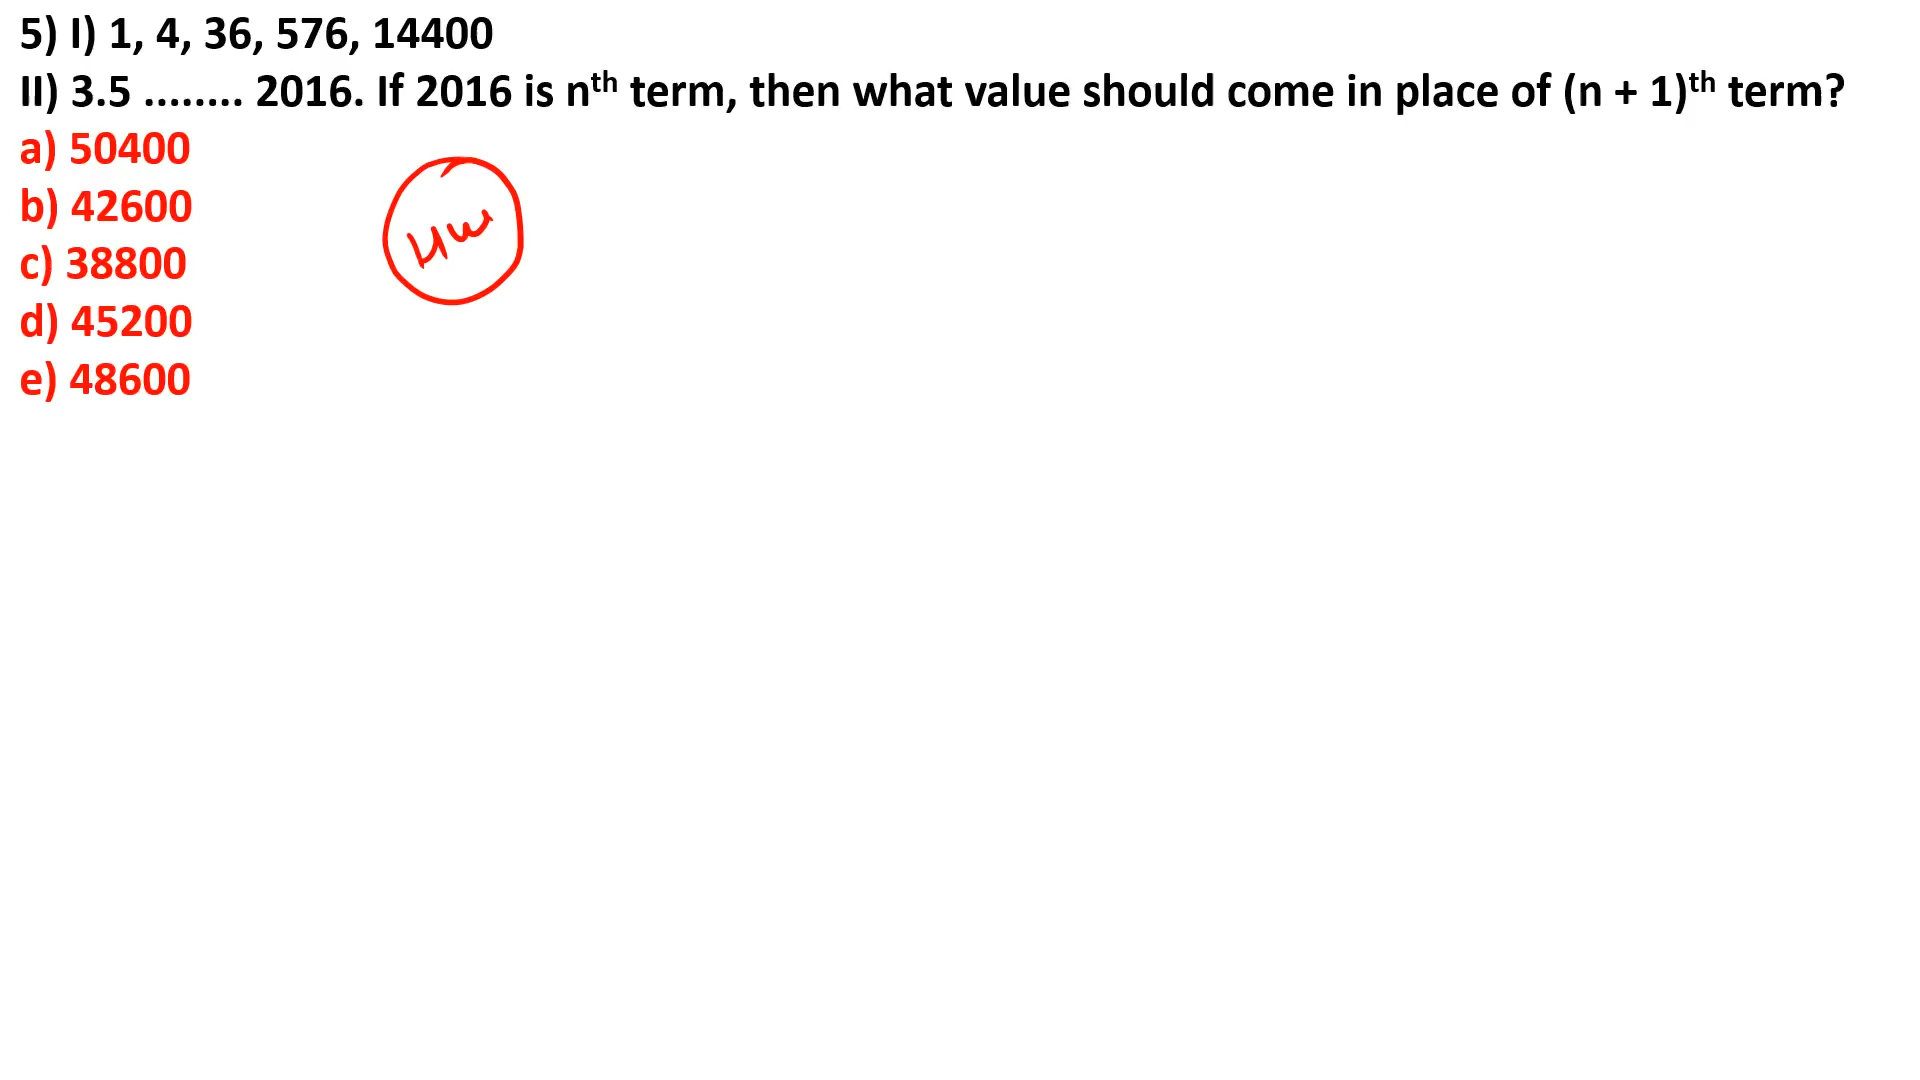 5) I) 1, 4, 36, 576, 14400
II) 3.5 ........ 2016. If 2016 is nth term, then what value should come in place of (n + 1)th term?
a) 50400
b) 42600
HW
c) 38800
d) 45200
e) 48600